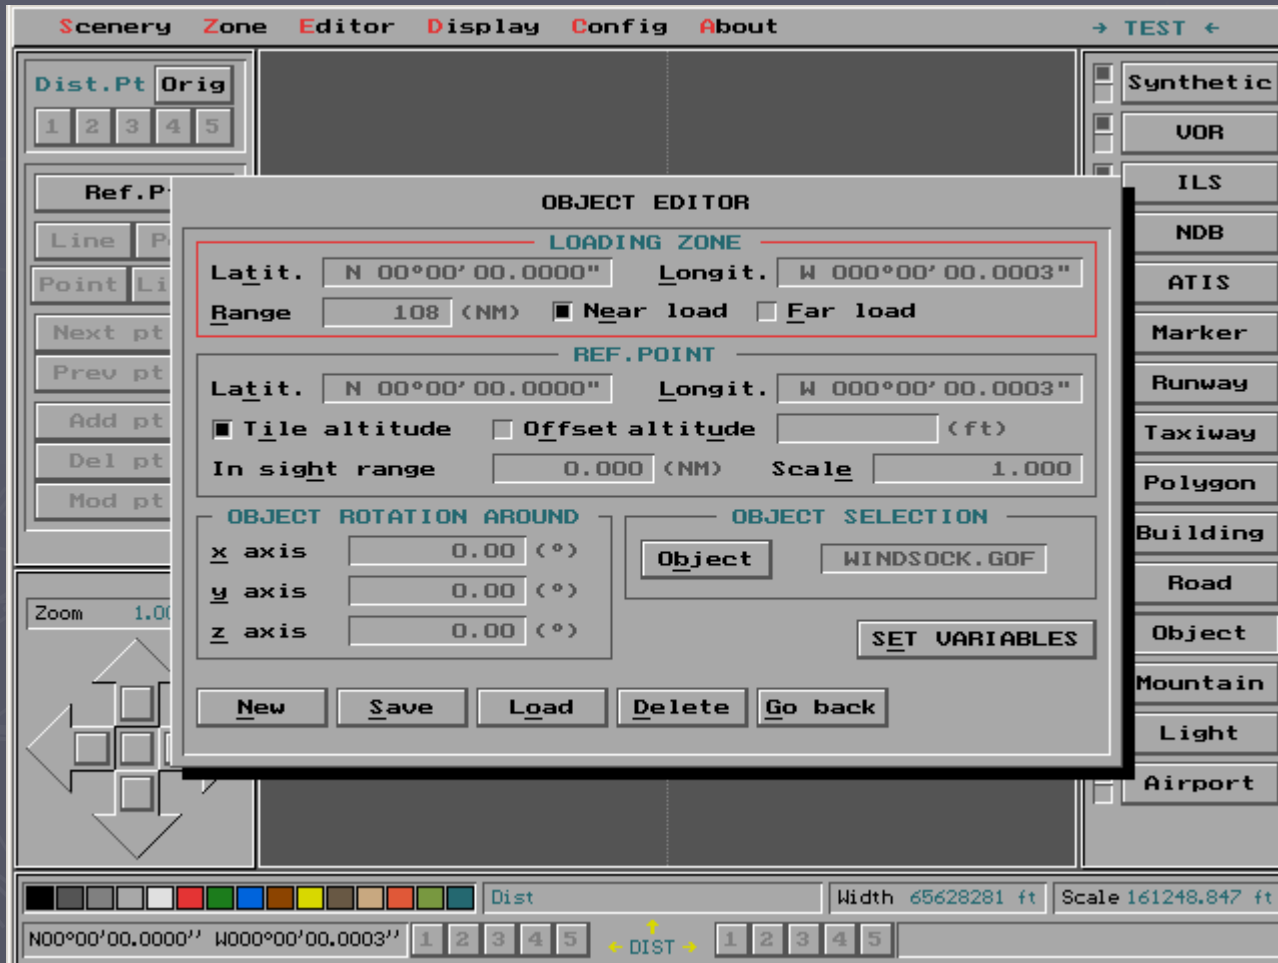 Scenery Zone Editor Display Config About → TEST ←
Dist.Pt Orig
1 2 3 4 5
Ref.P
Line P
Point Li
Next pt
Prev pt
Add pt
Del pt
Mod pt
Zoom 1.00
OBJECT EDITOR
LOADING ZONE
Latit. N 00°00'00.0000" Longit. W 000°00'00.0003"
Range 108 (NM) Near load Far load
REF.POINT
Latit. N 00°00'00.0000" Longit. W 000°00'00.0003"
Tile altitude Offset altitude (ft)
In sight range 0.000 (NM) Scale 1.000
OBJECT ROTATION AROUND
x axis 0.00 (°)
y axis 0.00 (°)
z axis 0.00 (°)
OBJECT SELECTION
Object WINDSOCK.GOF
SET VARIABLES
New Save Load Delete Go back
Synthetic
VOR
ILS
NDB
ATIS
Marker
Runway
Taxiway
Polygon
Building
Road
Object
Mountain
Light
Airport
Dist Width 65628281 ft Scale 161248.847 ft
N00°00'00.0000'' W000°00'00.0003'' 1 2 3 4 5 ← DIST → 1 2 3 4 5